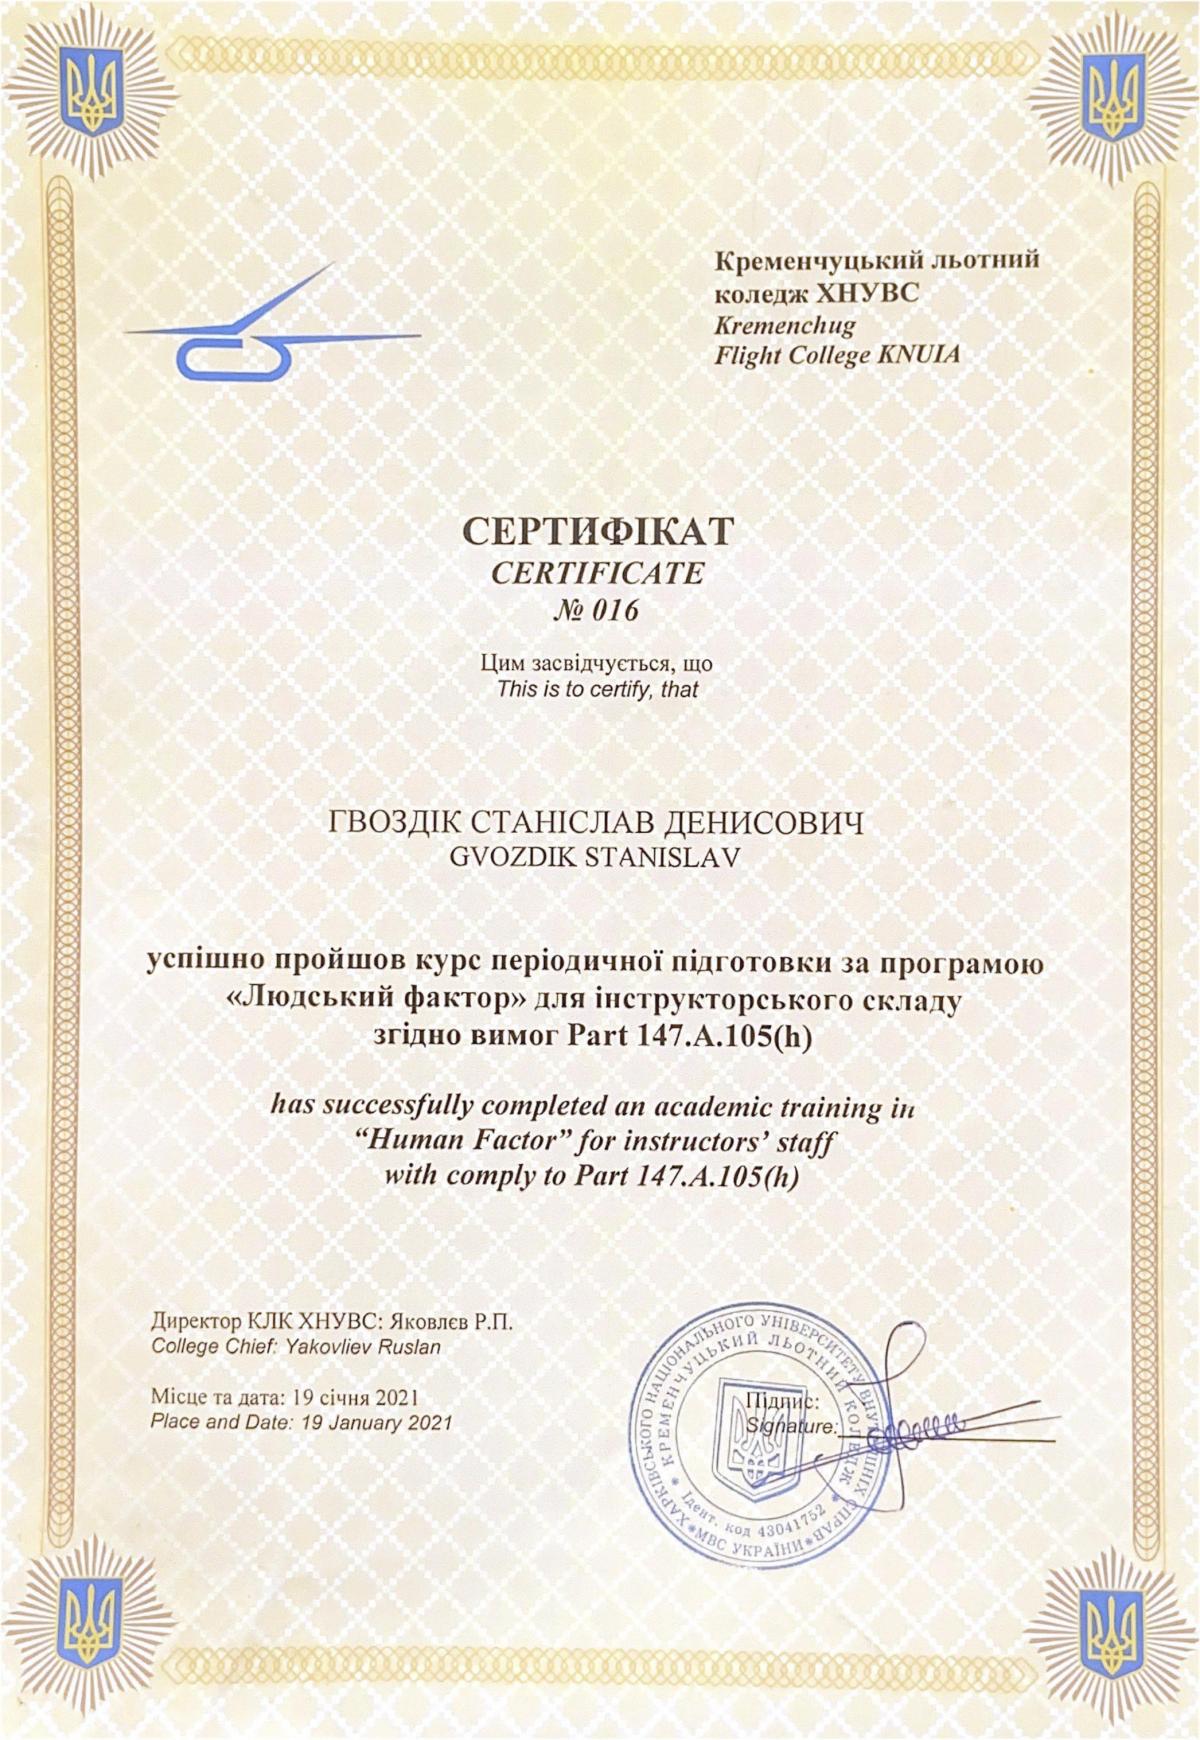 Кременчуцький льотний
коледж ХНУВС
Kremenchug
Flight College KNUIA
СЕРТИФІКАТ
CERTIFICATE
№ 016
Цим засвідчується, що
This is to certify, that
ГВОЗДІК СТАНІСЛАВ ДЕНИСОВИЧ
GVOZDIK STANISLAV
успішно пройшов курс періодичної підготовки за програмою
«Людський фактор» для інструкторського складу
згідно вимог Part 147.A.105(h)
has successfully completed an academic training in
“Human Factor” for instructors’ staff
with comply to Part 147.A.105(h)
Директор КЛК ХНУВС: Яковлєв Р.П.
College Chief: Yakovliev Ruslan
Місце та дата: 19 січня 2021
Place and Date: 19 January 2021
Підпис:
Signature:
ХАРКІВСЬКОГО НАЦІОНАЛЬНОГО УНІВЕРСИТЕТУ ВНУТРІШНІХ СПРАВ
КРЕМЕНЧУЦЬКИЙ ЛЬОТНИЙ КОЛЕДЖ
Ідент. код 43041752
МВС УКРАЇНИ